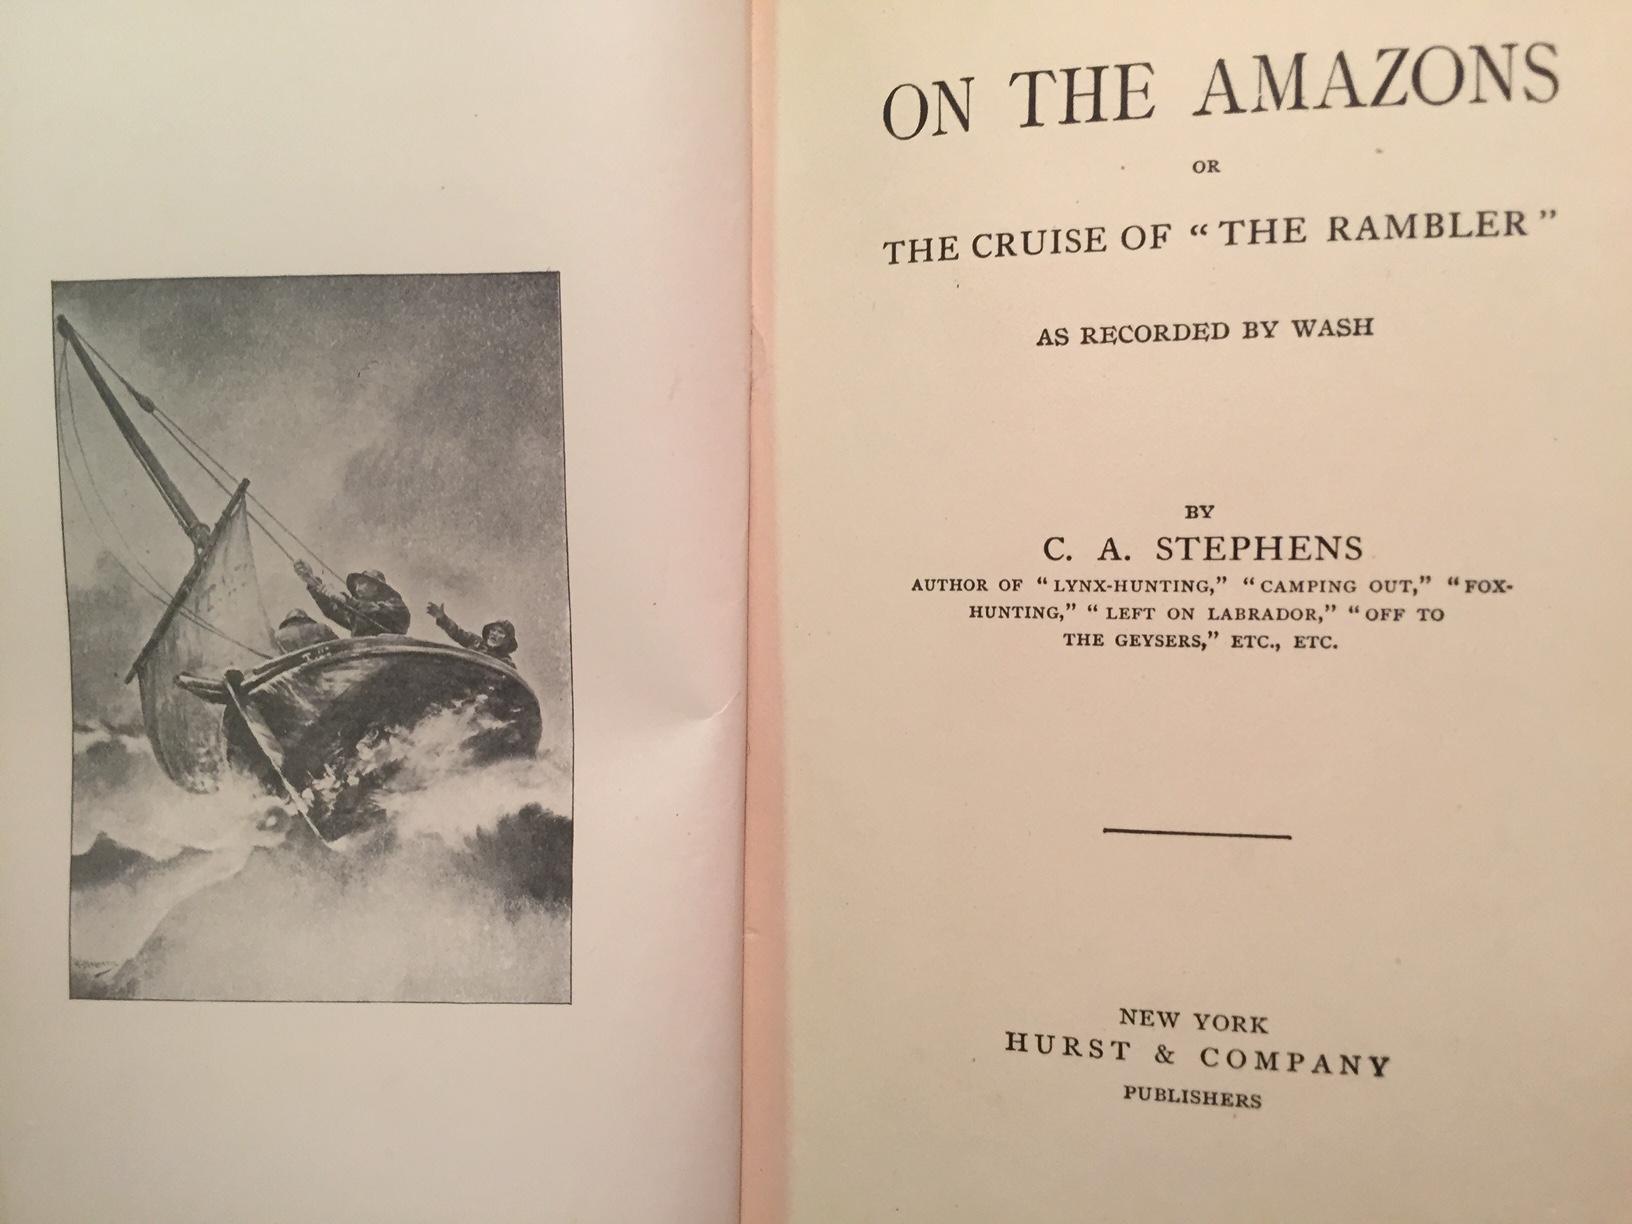 ON THE AMAZONS
OR
THE CRUISE OF “THE RAMBLER”
AS RECORDED BY WASH
BY
C. A. STEPHENS
AUTHOR OF “LYNX-HUNTING,” “CAMPING OUT,” “FOX-
HUNTING,” “LEFT ON LABRADOR,” “OFF TO
THE GEYSERS,” ETC., ETC.
NEW YORK
HURST & COMPANY
PUBLISHERS